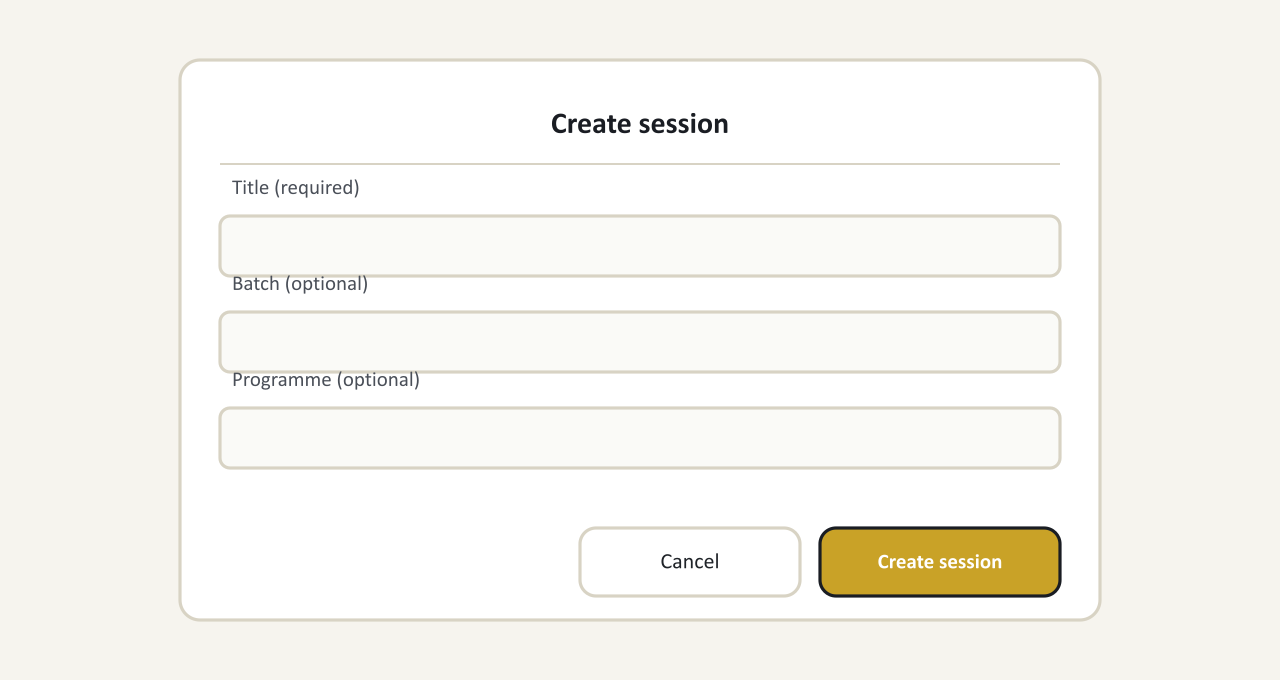 Create session
Title (required)
Batch (optional)
Programme (optional)
Cancel
Create session